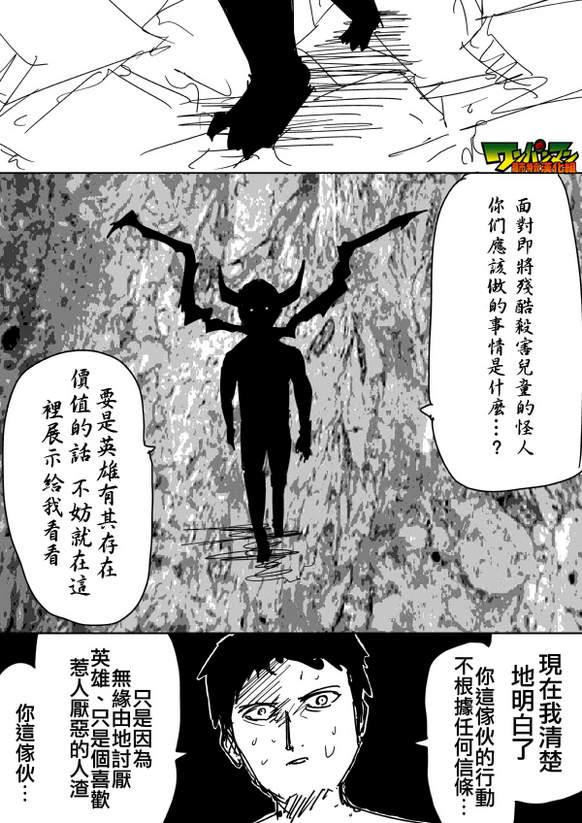 ワンパンマン
面對即將殘酷殺害兒童的怪人
你們應該做的事情是什麼…?
要是英雄有其存在
價值的話 不妨就在這
裡展示給我看看
現在我清楚
地明白了
你這傢伙的行動
不根據任何信條…
只是因為
無緣由地討厭
英雄、只是個喜歡
惹人厭惡的人渣
你這傢伙…